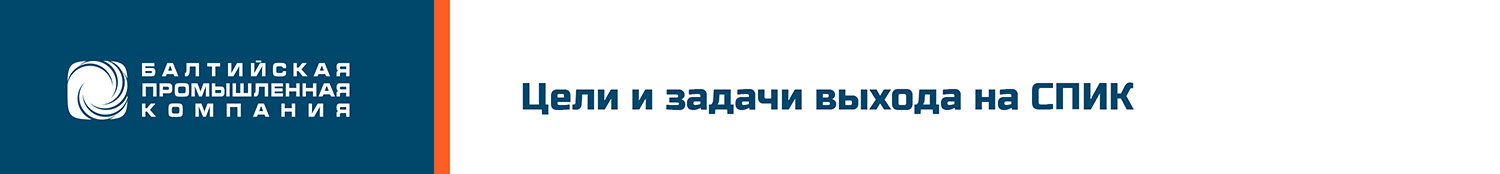 БАЛТИЙСКАЯ
ПРОМЫШЛЕННАЯ
КОМПАНИЯ
Цели и задачи выхода на СПИК